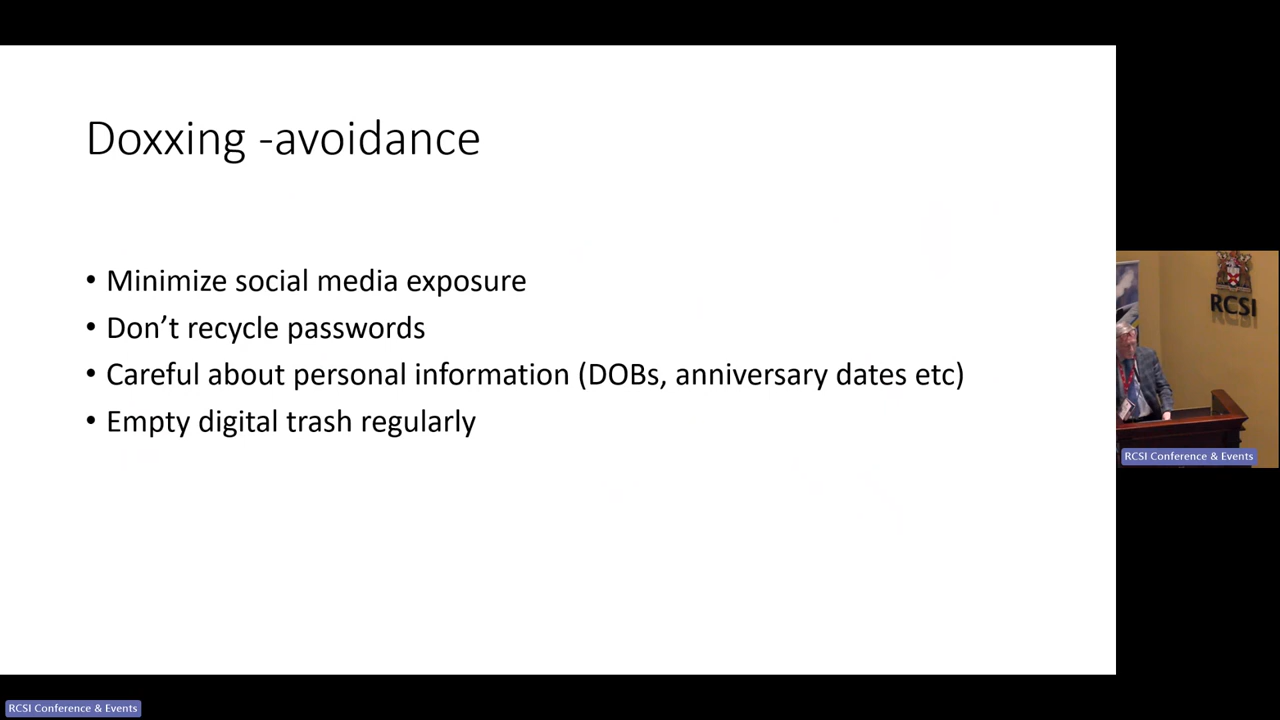 Doxxing -avoidance
• Minimize social media exposure
• Don’t recycle passwords
• Careful about personal information (DOBs, anniversary dates etc)
• Empty digital trash regularly
RCSI
RCSI Conference & Events
RCSI Conference & Events